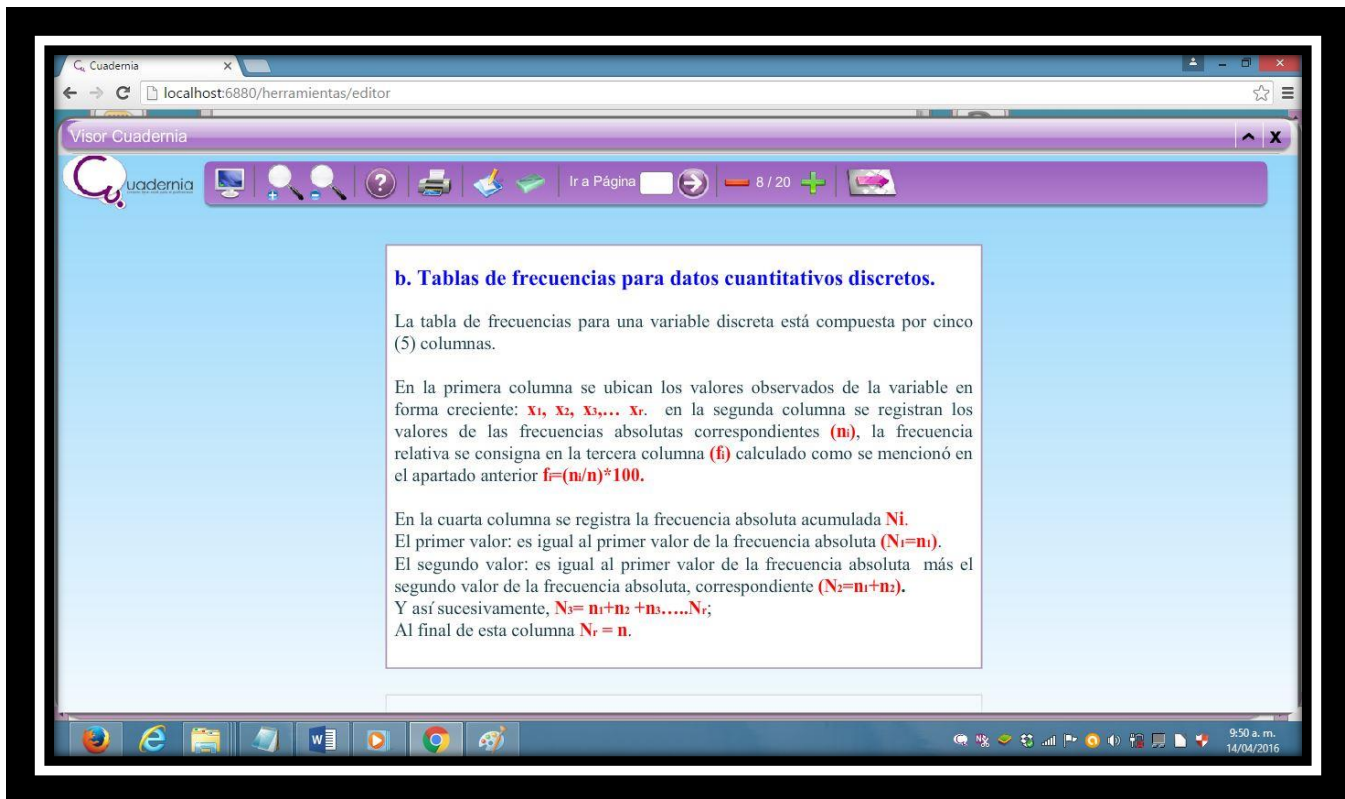 Cuadernia
localhost:6880/herramientas/editor
Visor Cuadernia
uadernia
Ir a Página
8 / 20
b. Tablas de frecuencias para datos cuantitativos discretos.
La tabla de frecuencias para una variable discreta está compuesta por cinco
(5) columnas.
En la primera columna se ubican los valores observados de la variable en
forma creciente: x₁, x₂, x₃,… xᵣ. en la segunda columna se registran los
valores de las frecuencias absolutas correspondientes (nᵢ), la frecuencia
relativa se consigna en la tercera columna (fᵢ) calculado como se mencionó en
el apartado anterior fᵢ=(nᵢ/n)*100.
En la cuarta columna se registra la frecuencia absoluta acumulada Ni.
El primer valor: es igual al primer valor de la frecuencia absoluta (N₁=n₁).
El segundo valor: es igual al primer valor de la frecuencia absoluta más el
segundo valor de la frecuencia absoluta, correspondiente (N₂=n₁+n₂).
Y así sucesivamente, N₃= n₁+n₂ +n₃…..Nᵣ;
Al final de esta columna Nᵣ = n.
9:50 a. m.
14/04/2016